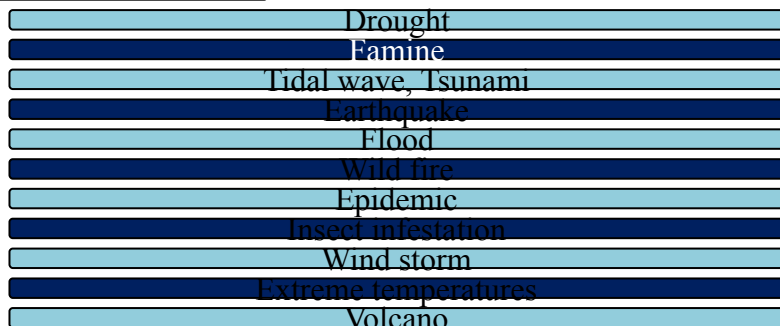 Drought
Famine
Tidal wave, Tsunami
Earthquake
Flood
Wild fire
Epidemic
Insect infestation
Wind storm
Extreme temperatures
Volcano